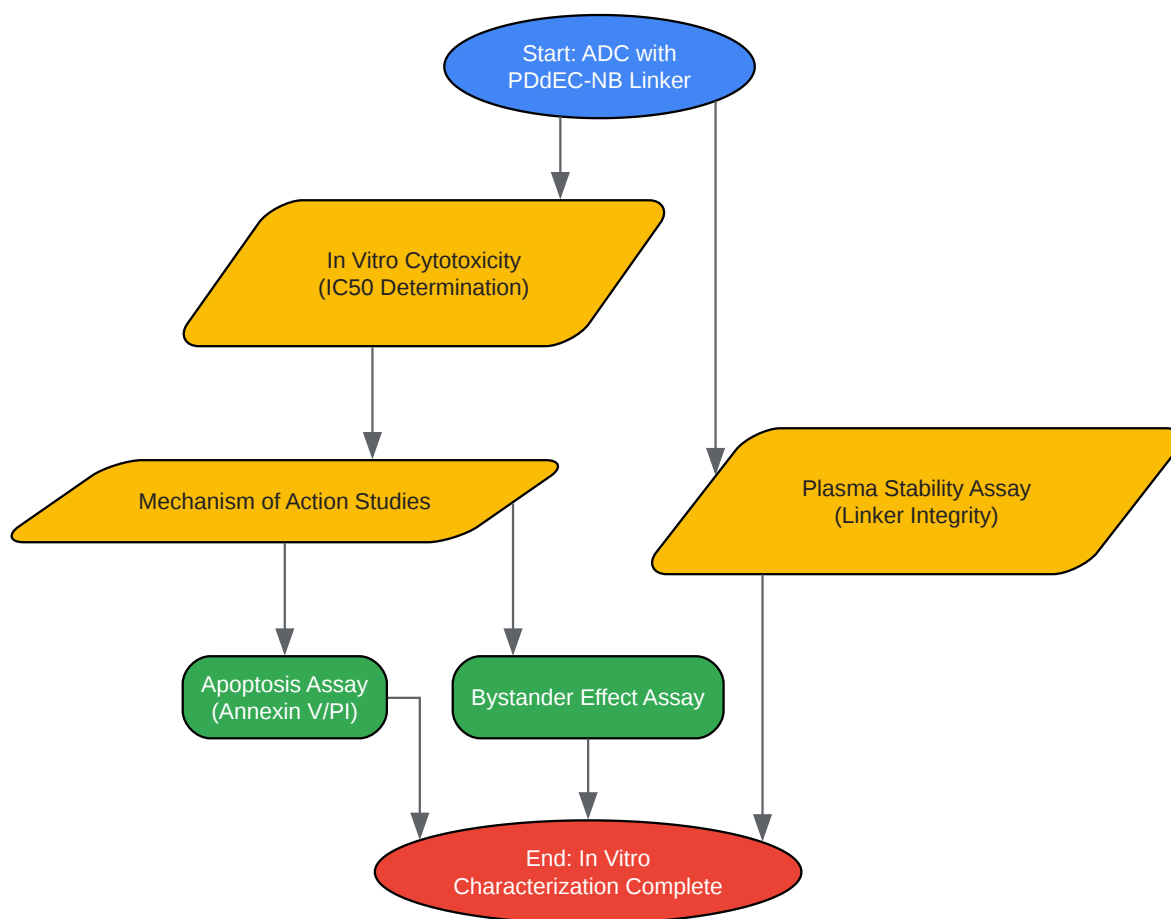 Start: ADC with
PDdEC-NB Linker
In Vitro Cytotoxicity
(IC50 Determination)
Mechanism of Action Studies
Plasma Stability Assay
(Linker Integrity)
Apoptosis Assay
(Annexin V/PI)
Bystander Effect Assay
End: In Vitro
Characterization Complete